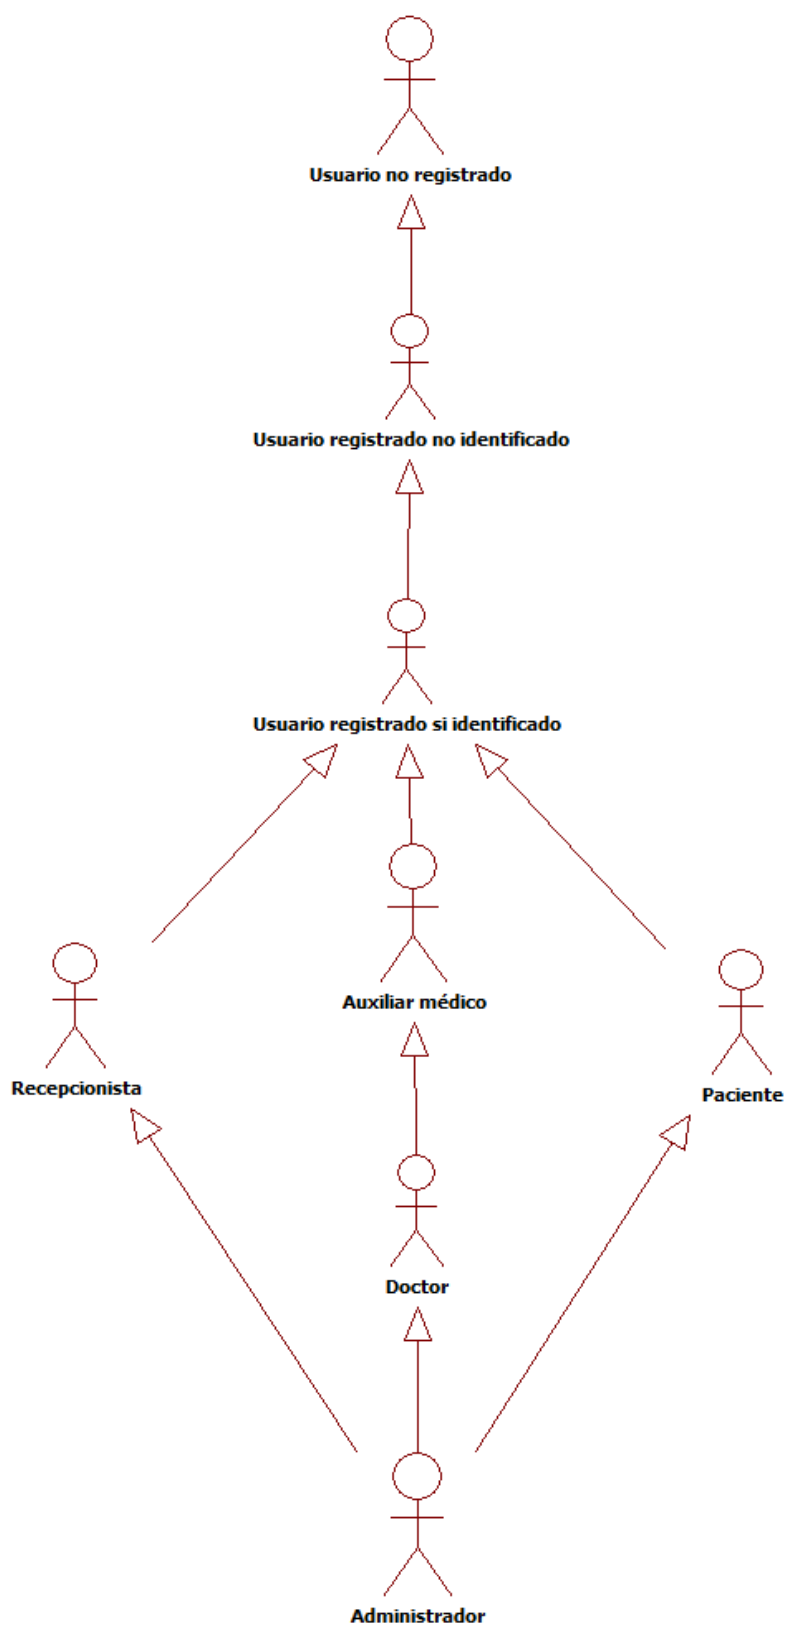 Usuario no registrado
Usuario registrado no identificado
Usuario registrado si identificado
Auxiliar médico
Recepcionista
Paciente
Doctor
Administrador